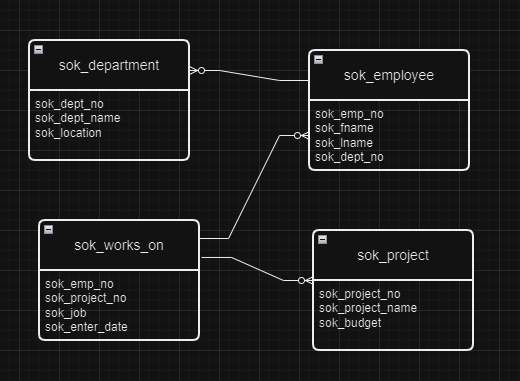 sok_department
sok_dept_no
sok_dept_name
sok_location
sok_employee
sok_emp_no
sok_fname
sok_lname
sok_dept_no
sok_works_on
sok_emp_no
sok_project_no
sok_job
sok_enter_date
sok_project
sok_project_no
sok_project_name
sok_budget